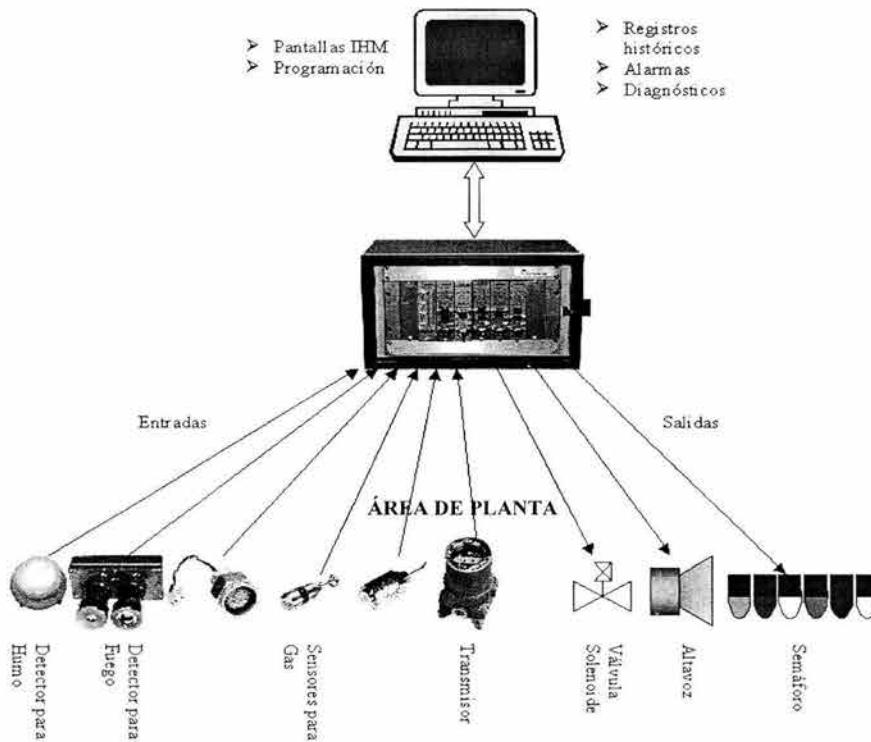 ➤ Pantallas IHM
➤ Programación
➤ Registros
históricos
➤ Alarmas
➤ Diagnósticos
Entradas
Salidas
ÁREA DE PLANTA
Detector para
Humo
Detector para
Fuego
Sensores para
Gas
Transmisor
Válvula
Solenoide
Altavoz
Semáforo